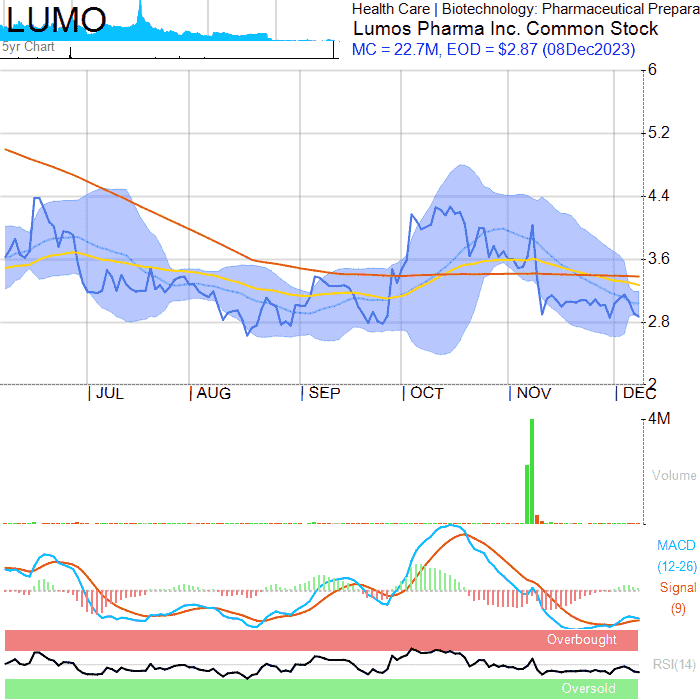 LUMO
5yr Chart
Health Care | Biotechnology: Pharmaceutical Prepara
Lumos Pharma Inc. Common Stock
MC = 22.7M, EOD = $2.87 (08Dec2023)
6
5.2
4.4
3.6
2.8
2
JUL AUG SEP OCT NOV DEC
4M
Volume
MACD
(12-26)
Signal
(9)
Overbought
RSI(14)
Oversold